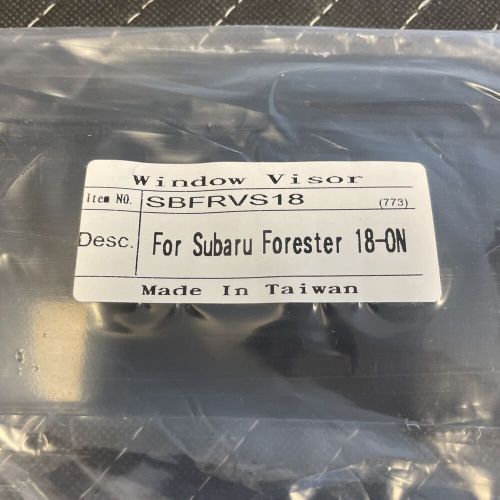 Window Visor
Item NO. SBFRVS18 (773)
Desc. For Subaru Forester 18-ON
Made In Taiwan